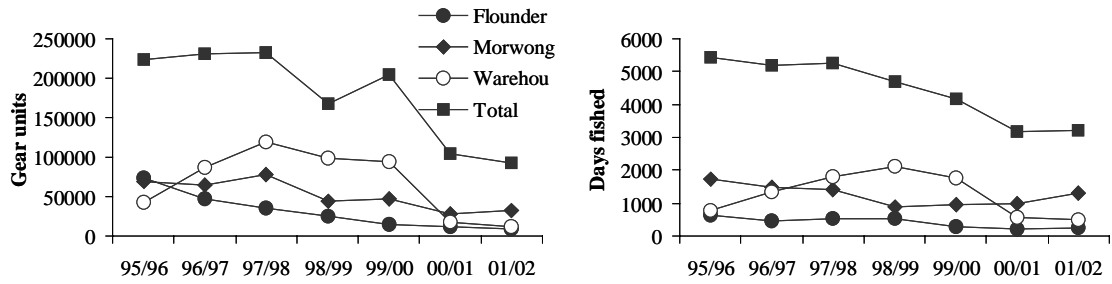 Flounder
Morwong
Warehou
Total
Gear units
250000
200000
150000
100000
50000
0
95/96 96/97 97/98 98/99 99/00 00/01 01/02
Days fished
6000
5000
4000
3000
2000
1000
0
95/96 96/97 97/98 98/99 99/00 00/01 01/02